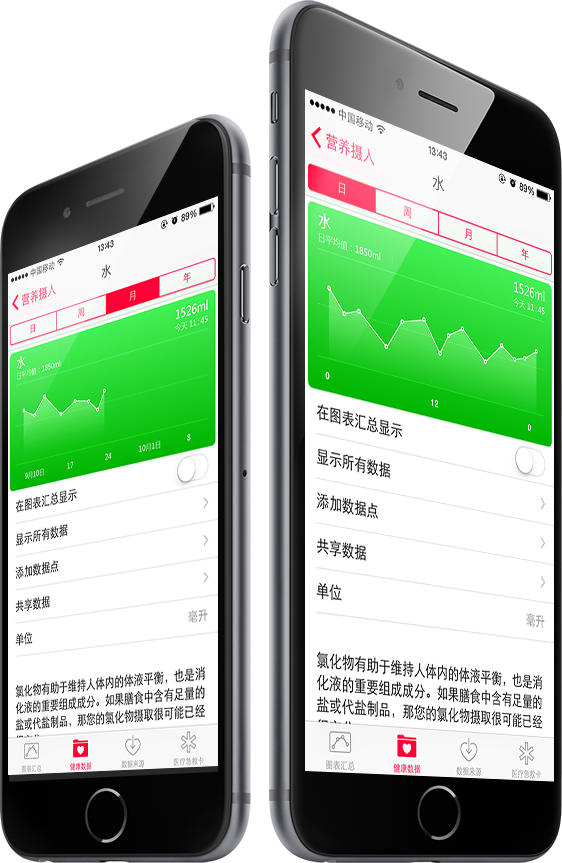 13:43
中国移动
89%
营养摄入
水
日
周
月
年
水
日平均值:1850ml
1526ml
今天 11:45
9月10日
17
24
10月1日
8
在图表汇总显示
显示所有数据
添加数据点
共享数据
单位
毫升
氯化物有助于维持人体内的体液平衡,也是消
化液的重要组成成分。如果膳食中含有足量的
盐或代盐制品,那您的氯化物摄取很可能已经
图表汇总
健康数据
数据来源
医疗急救卡
中国移动
13:43
89%
营养摄入
水
日
周
月
年
水
日平均值:1850ml
1526ml
今天 11:45
0
12
0
在图表汇总显示
显示所有数据
添加数据点
共享数据
单位
毫升
氯化物有助于维持人体内的体液平衡,也是消
化液的重要组成成分。如果膳食中含有足量的
盐或代盐制品,那您的氯化物摄取很可能已经
图表汇总
健康数据
数据来源
医疗急救卡